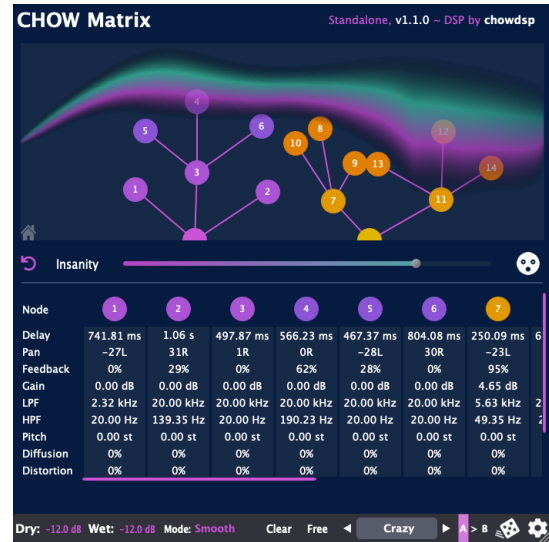 CHOW Matrix
Standalone, v1.1.0 ~ DSP by chowdsp
4
5
6
8
12
10
3
9
13
14
1
2
7
11
Insanity
Node 1 2 3 4 5 6 7
Delay 741.81 ms 1.06 s 497.87 ms 566.23 ms 467.37 ms 804.08 ms 250.09 ms 6
Pan -27L 31R 1R 0R -28L 30R -23L
Feedback 0% 29% 0% 62% 28% 0% 95%
Gain 0.00 dB 0.00 dB 0.00 dB 0.00 dB 0.00 dB 0.00 dB 4.65 dB
LPF 2.32 kHz 20.00 kHz 20.00 kHz 20.00 kHz 20.00 kHz 20.00 kHz 5.63 kHz 2
HPF 20.00 Hz 139.35 Hz 20.00 Hz 190.23 Hz 20.00 Hz 20.00 Hz 49.35 Hz 2
Pitch 0.00 st 0.00 st 0.00 st 0.00 st 0.00 st 0.00 st 0.00 st
Diffusion 0% 0% 0% 0% 0% 0% 0%
Distortion 0% 0% 0% 0% 0% 0% 0%
Dry: -12.0 dB Wet: -12.0 dB Mode: Smooth Clear Free Crazy A > B